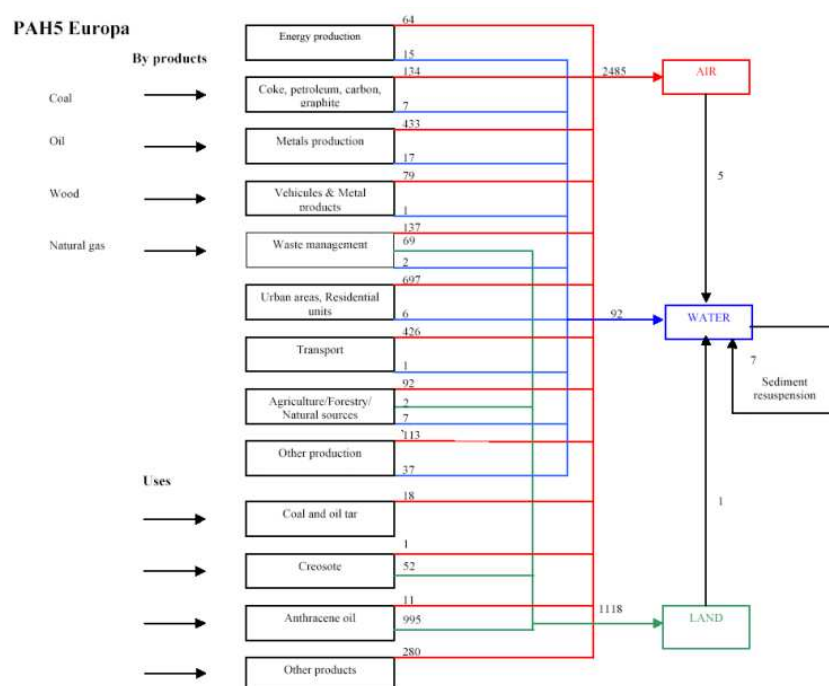 PAH5 Europa
By products
Coal
Oil
Wood
Natural gas
Uses
64
Energy production
15
134
Coke, petroleum, carbon,
graphite
7
433
Metals production
17
79
Vehicules & Metal
products
1
137
Waste management
69
2
697
Urban areas, Residential
units
6
426
Transport
1
92
Agriculture/Forestry/
Natural sources
2
7
113
Other production
37
18
Coal and oil tar
1
Creosote
52
11
Anthracene oil
995
280
Other products
2485
AIR
5
92
WATER
7
Sediment
resuspension
1
1118
LAND